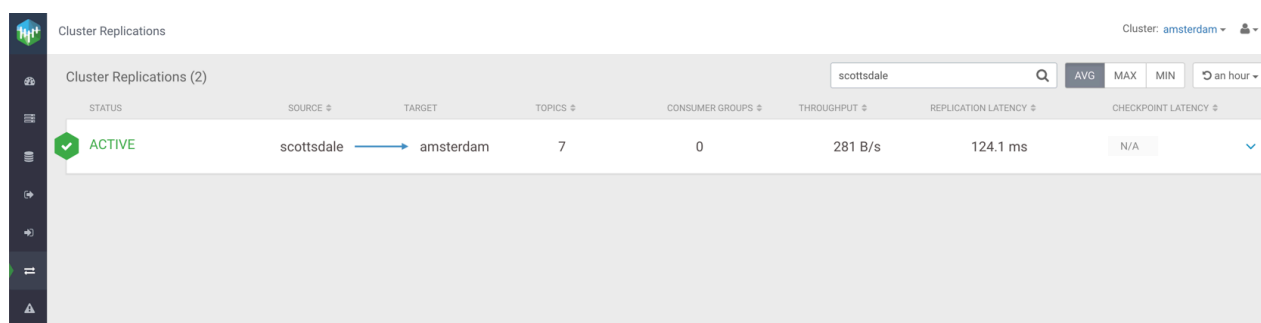 Cluster Replications
Cluster: amsterdam
Cluster Replications (2)
scottsdale
AVG MAX MIN
an hour
STATUS SOURCE TARGET TOPICS CONSUMER GROUPS THROUGHPUT REPLICATION LATENCY CHECKPOINT LATENCY
ACTIVE scottsdale amsterdam 7 0 281 B/s 124.1 ms N/A